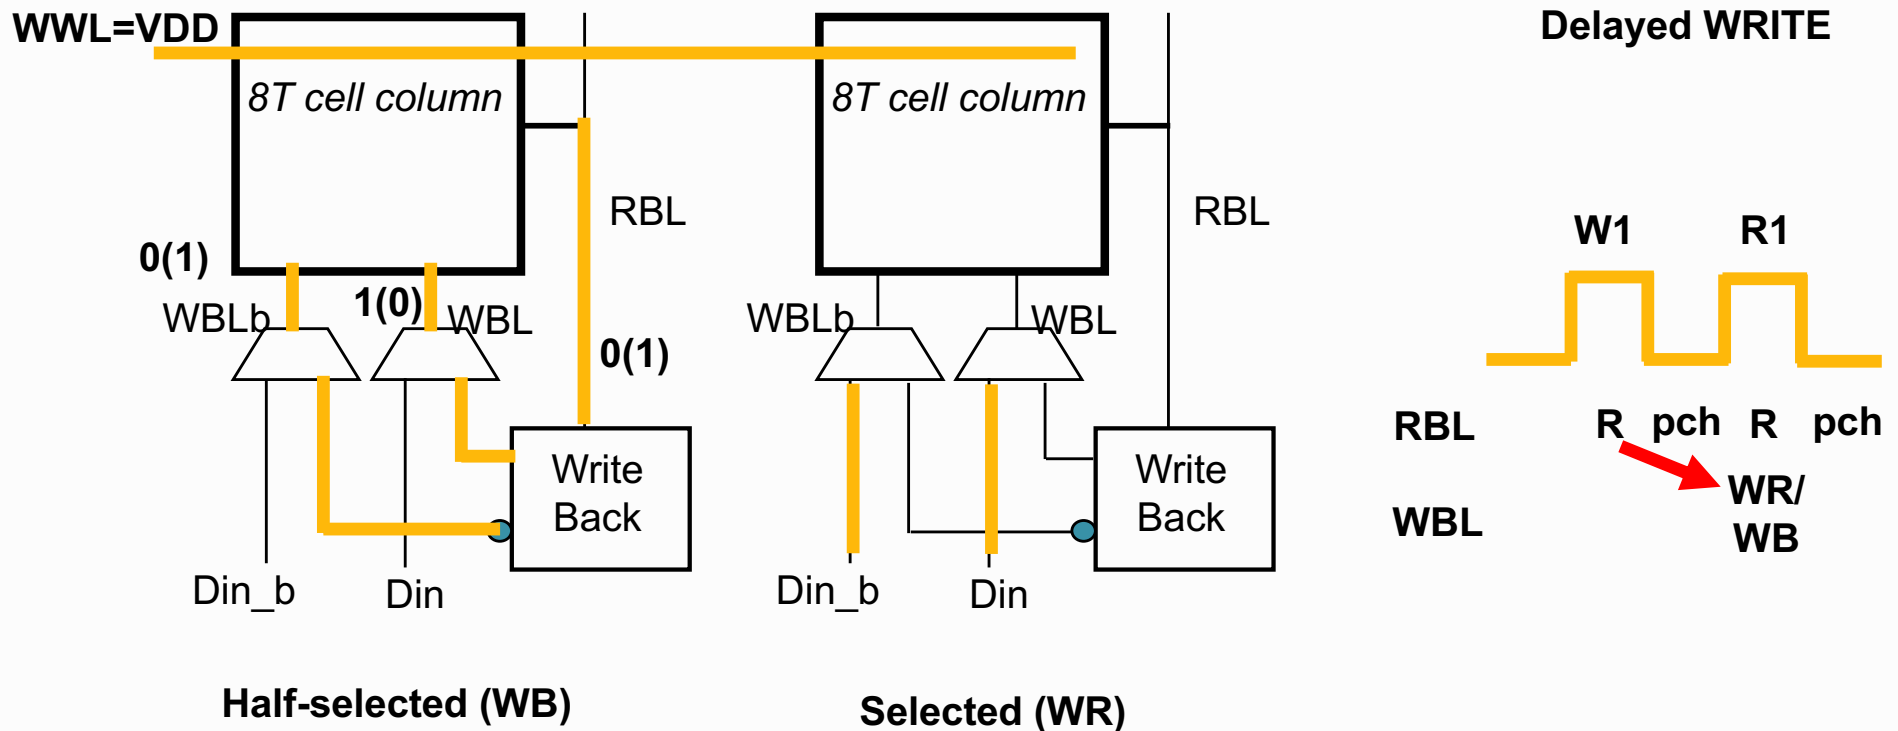 WWL=VDD
8T cell column
RBL
0(1)
WBLb
1(0)
WBL
0(1)
Write
Back
Din_b
Din
Half-selected (WB)
8T cell column
RBL
WBLb
WBL
Write
Back
Din_b
Din
Selected (WR)
Delayed WRITE
W1 R1
RBL R pch R pch
WBL WR/
WB